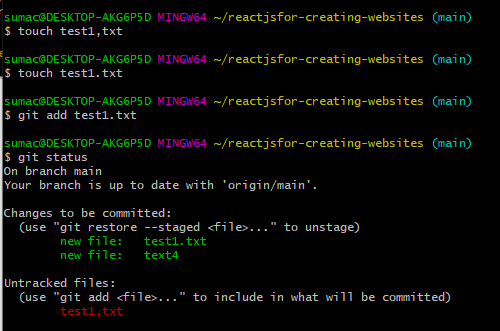 sumac@DESKTOP-AKG6P5D MINGW64 ~/reactjsfor-creating-websites (main)
$ touch test1,txt
sumac@DESKTOP-AKG6P5D MINGW64 ~/reactjsfor-creating-websites (main)
$ touch test1.txt
sumac@DESKTOP-AKG6P5D MINGW64 ~/reactjsfor-creating-websites (main)
$ git add test1.txt
sumac@DESKTOP-AKG6P5D MINGW64 ~/reactjsfor-creating-websites (main)
$ git status
On branch main
Your branch is up to date with 'origin/main'.
Changes to be committed:
  (use "git restore --staged <file>..." to unstage)
        new file:   test1.txt
        new file:   text4
Untracked files:
  (use "git add <file>..." to include in what will be committed)
        test1,txt